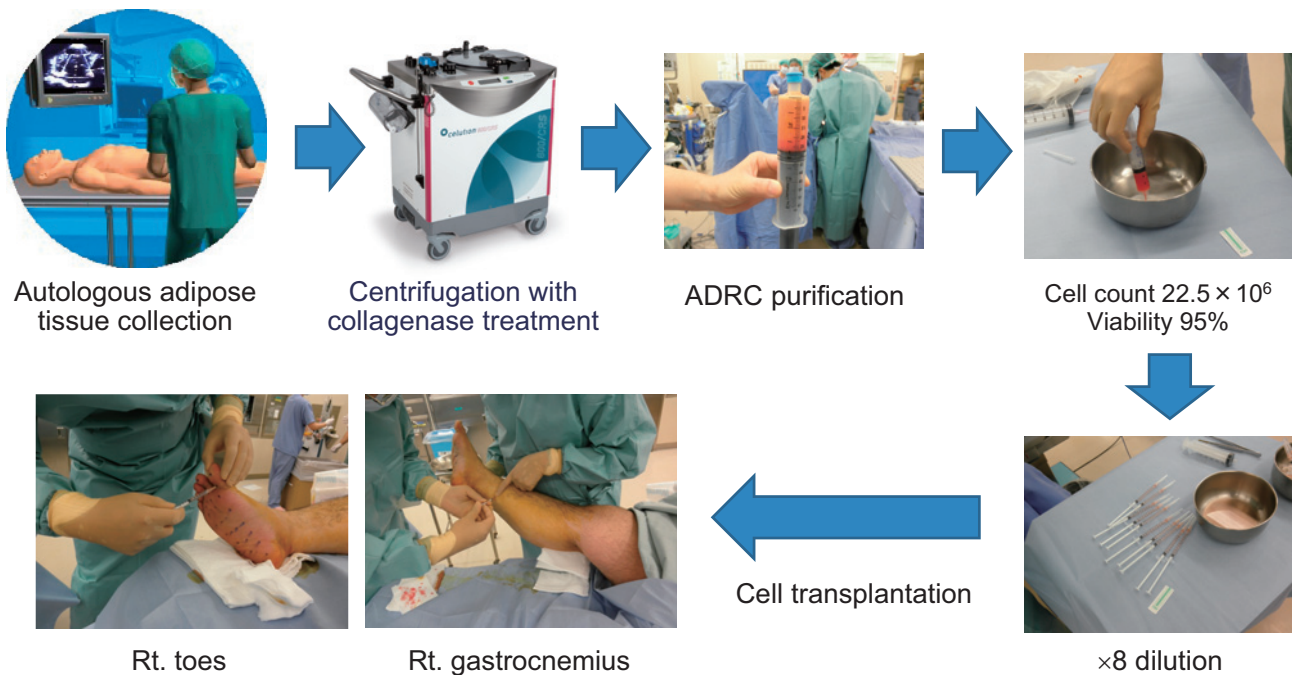 celution
Autologous adipose
tissue collection
Centrifugation with
collagenase treatment
ADRC purification
Cell count 22.5 × 10⁶
Viability 95%
Cell transplantation
Rt. toes
Rt. gastrocnemius
×8 dilution